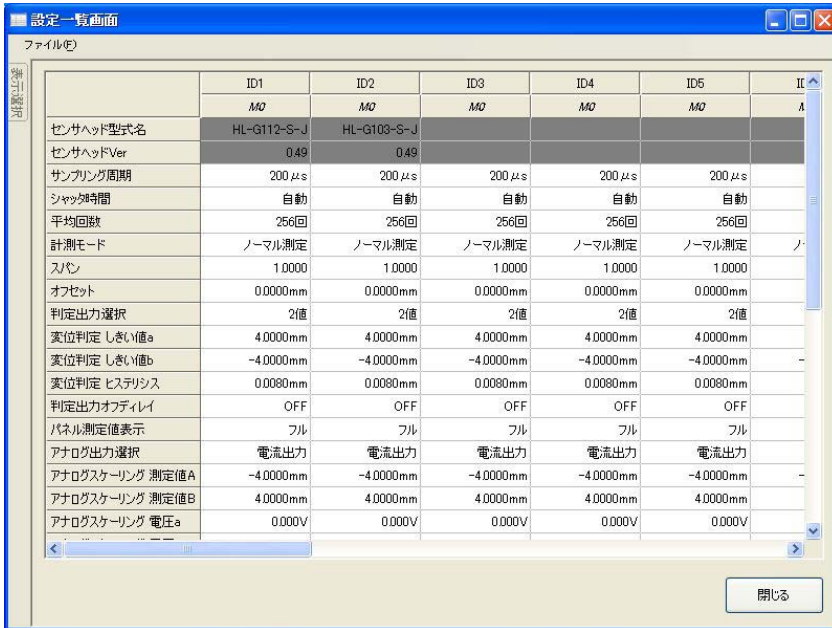 設定一覧画面
ファイル(F)
表示選択
ID1 ID2 ID3 ID4 ID5
M0 M0 M0 M0 M0
センサヘッド型式名 HL-G112-S-J HL-G103-S-J
センサヘッドVer 0.49 0.49
サンプリング周期 200μs 200μs 200μs 200μs 200μs
シャッタ時間 自動 自動 自動 自動 自動
平均回数 256回 256回 256回 256回 256回
計測モード ノーマル測定 ノーマル測定 ノーマル測定 ノーマル測定 ノーマル測定
スパン 1.0000 1.0000 1.0000 1.0000 1.0000
オフセット 0.0000mm 0.0000mm 0.0000mm 0.0000mm 0.0000mm
判定出力選択 2値 2値 2値 2値 2値
変位判定 しきい値a 4.0000mm 4.0000mm 4.0000mm 4.0000mm 4.0000mm
変位判定 しきい値b -4.0000mm -4.0000mm -4.0000mm -4.0000mm -4.0000mm
変位判定 ヒステリシス 0.0080mm 0.0080mm 0.0080mm 0.0080mm 0.0080mm
判定出力オフディレイ OFF OFF OFF OFF OFF
パネル測定値表示 フル フル フル フル フル
アナログ出力選択 電流出力 電流出力 電流出力 電流出力 電流出力
アナログスケーリング 測定値A -4.0000mm -4.0000mm -4.0000mm -4.0000mm -4.0000mm
アナログスケーリング 測定値B 4.0000mm 4.0000mm 4.0000mm 4.0000mm 4.0000mm
アナログスケーリング 電圧a 0.000V 0.000V 0.000V 0.000V 0.000V
閉じる